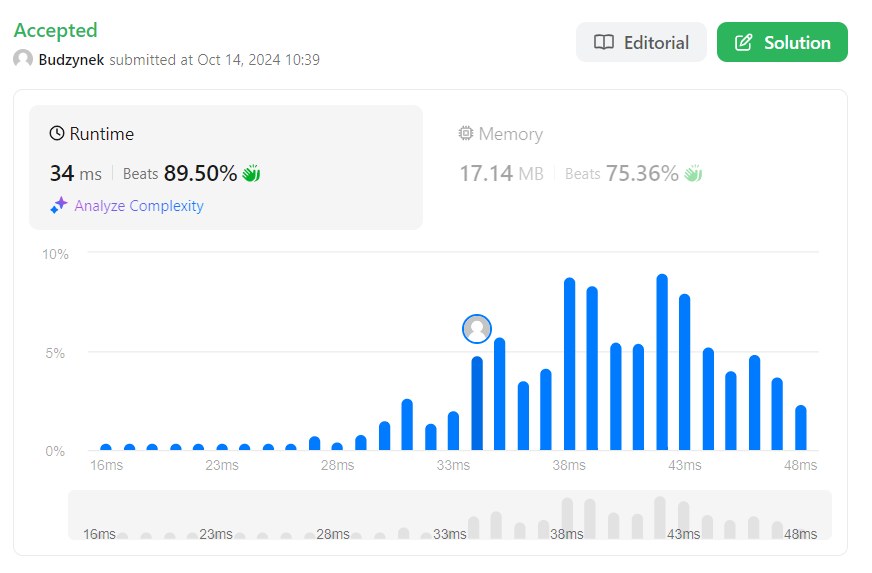 Accepted
Editorial
Solution
Budzynek submitted at Oct 14, 2024 10:39
Runtime
Memory
34 ms Beats 89.50%
17.14 MB Beats 75.36%
Analyze Complexity
10%
5%
0%
16ms 23ms 28ms 33ms 38ms 43ms 48ms
16ms 23ms 28ms 33ms 38ms 43ms 48ms